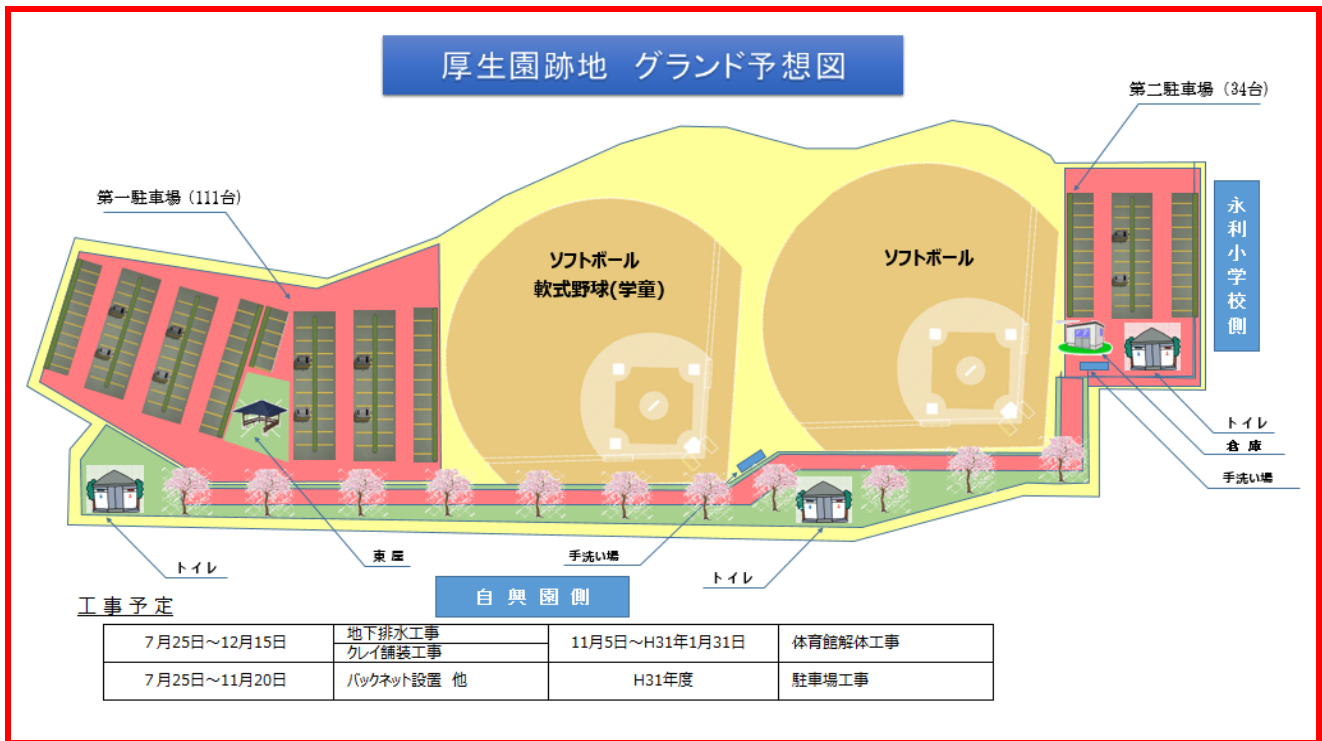 厚生園跡地　グランド予想図
第二駐車場（34台）
第一駐車場（111台）
永利小学校側
ソフトボール
軟式野球(学童)
ソフトボール
トイレ
倉庫
手洗い場
トイレ
東屋
手洗い場
トイレ
自興園側
工事予定
7月25日～12月15日
地下排水工事
クレイ舗装工事
11月5日～H31年1月31日
体育館解体工事
7月25日～11月20日
バックネット設置 他
H31年度
駐車場工事